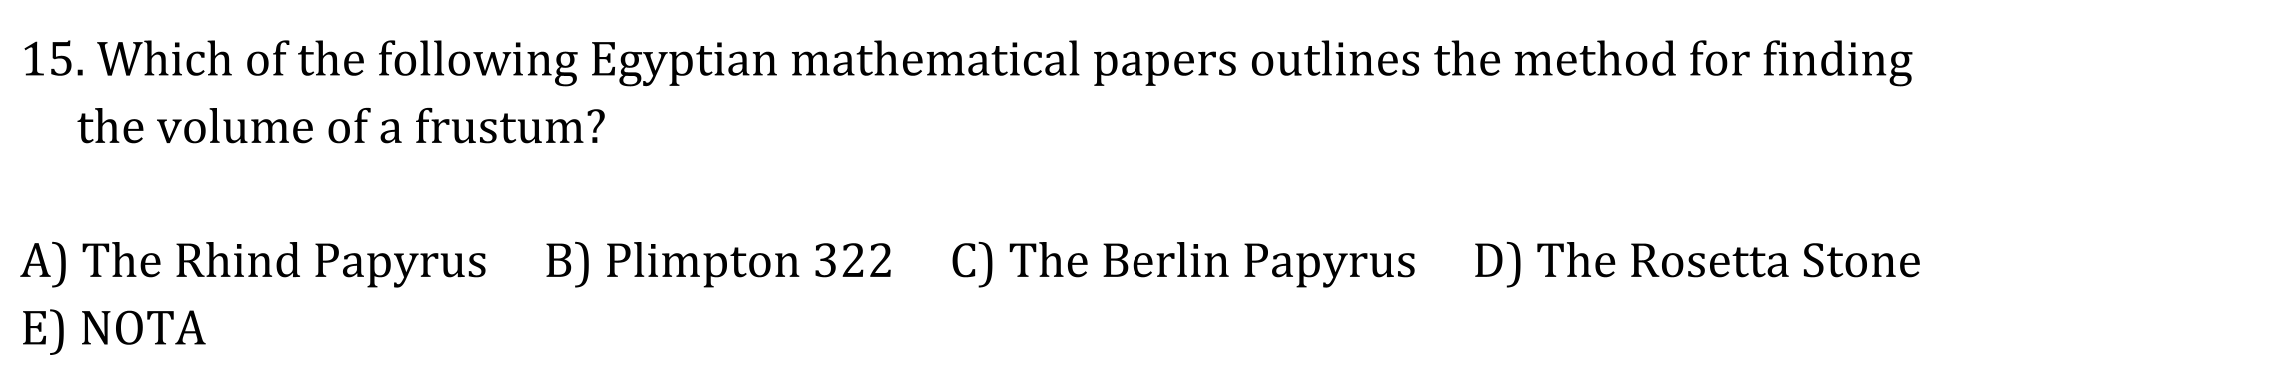 15. Which of the following Egyptian mathematical papers outlines the method for finding
the volume of a frustum?
A) The Rhind Papyrus B) Plimpton 322 C) The Berlin Papyrus D) The Rosetta Stone
E) NOTA